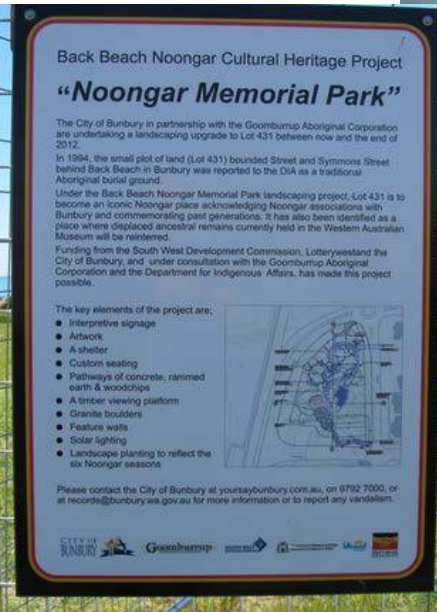 Back Beach Noongar Cultural Heritage Project
“Noongar Memorial Park”
The City of Bunbury in partnership with the Goomburrup Aboriginal Corporation
are undertaking a landscaping upgrade to Lot 431 between now and the end of
2012.
In 1994, the small plot of land (Lot 431) bounded Street and Symmons Street
behind Back Beach in Bunbury was reported to the DIA as a traditional
Aboriginal burial ground.
Under the Back Beach Noongar Memorial Park landscaping project, Lot 431 is to
become an iconic Noongar place acknowledging Noongar associations with
Bunbury and commemorating past generations. It has also been identified as a
place where displaced ancestral remains currently held in the Western Australian
Museum will be reinterred.
Funding from the South West Development Commission, Lotterywestand the
City of Bunbury, and under consultation with the Goomburrup Aboriginal
Corporation and the Department for Indigenous Affairs, has made this project
possible.
The key elements of the project are;
● Interpretive signage
● Artwork
● A shelter
● Custom seating
● Pathways of concrete, rammed
earth & woodchips
● A timber viewing platform
● Granite boulders
● Feature walls
● Solar lighting
● Landscape planting to reflect the
six Noongar seasons
Please contact the City of Bunbury at yoursaybunbury.com.au, on 9792 7000, or
at records@bunbury.wa.gov.au for more information or to report any vandalism.
CITY OF
BUNBURY
Goomburrup